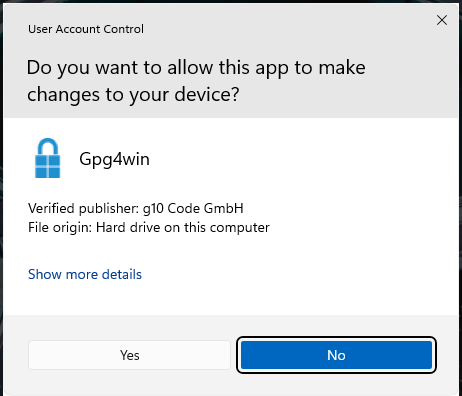 User Account Control
Do you want to allow this app to make
changes to your device?
Gpg4win
Verified publisher: g10 Code GmbH
File origin: Hard drive on this computer
Show more details
Yes
No